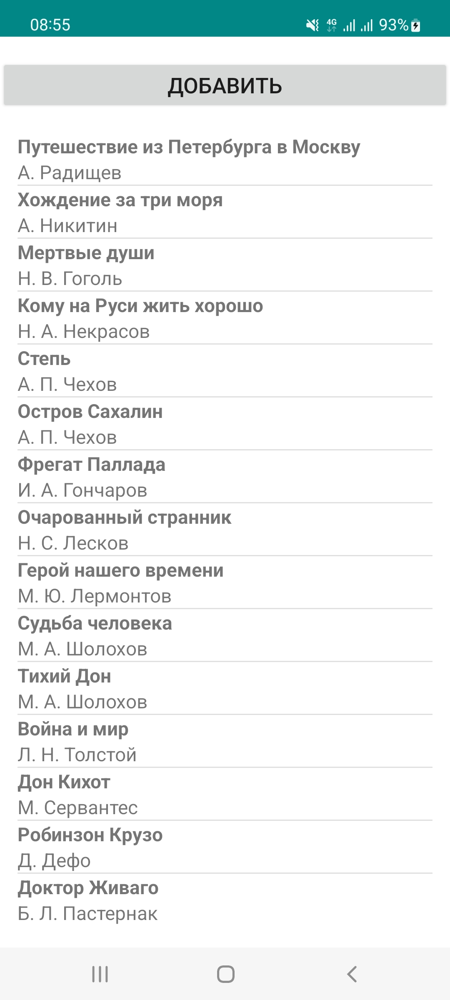 08:55 4G 93%
ДОБАВИТЬ
Путешествие из Петербурга в Москву
А. Радищев
Хождение за три моря
А. Никитин
Мертвые души
Н. В. Гоголь
Кому на Руси жить хорошо
Н. А. Некрасов
Степь
А. П. Чехов
Остров Сахалин
А. П. Чехов
Фрегат Паллада
И. А. Гончаров
Очарованный странник
Н. С. Лесков
Герой нашего времени
М. Ю. Лермонтов
Судьба человека
М. А. Шолохов
Тихий Дон
М. А. Шолохов
Война и мир
Л. Н. Толстой
Дон Кихот
М. Сервантес
Робинзон Крузо
Д. Дефо
Доктор Живаго
Б. Л. Пастернак